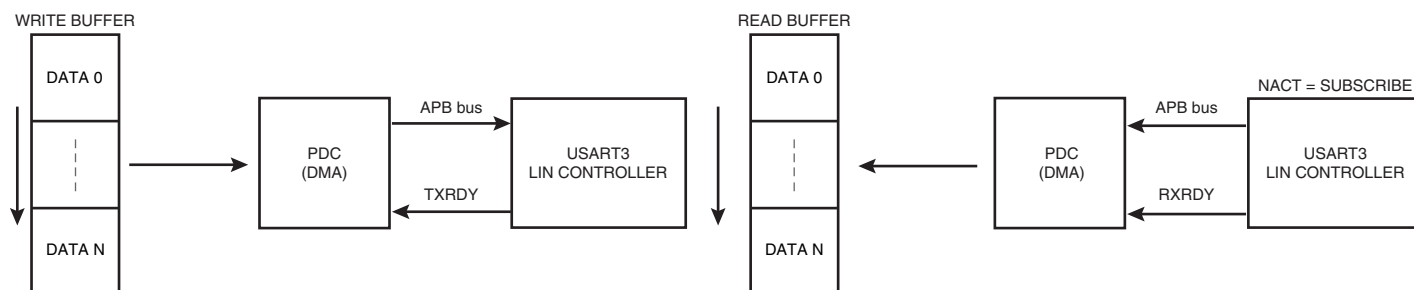 WRITE BUFFER
DATA 0
DATA N
PDC
(DMA)
APB bus
TXRDY
USART3
LIN CONTROLLER
READ BUFFER
DATA 0
DATA N
PDC
(DMA)
APB bus
RXRDY
NACT = SUBSCRIBE
USART3
LIN CONTROLLER